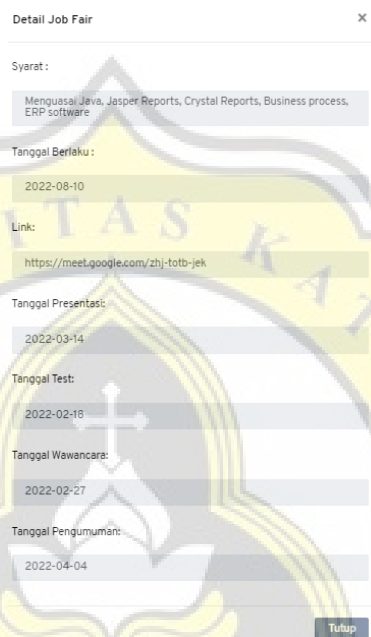 Detail Job Fair ×
Syarat :
Menguasai Java, Jasper Reports, Crystal Reports, Business process,
ERP software
Tanggal Berlaku :
2022-08-10
ITAS KAT
Link:
https://meet.google.com/zhj-totb-jek
Tanggal Presentasi:
2022-03-14
Tanggal Test:
2022-02-18
Tanggal Wawancara:
2022-02-27
Tanggal Pengumuman:
2022-04-04
Tutup